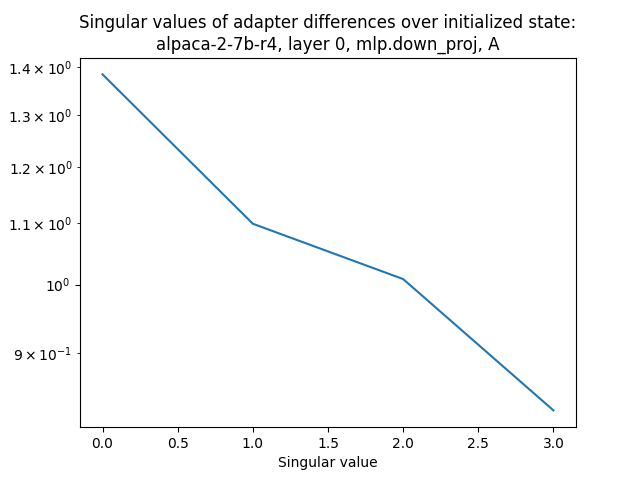 Singular values of adapter differences over initialized state:
alpaca-2-7b-r4, layer 0, mlp.down_proj, A
1.4 × 10⁰
1.3 × 10⁰
1.2 × 10⁰
1.1 × 10⁰
10⁰
9 × 10⁻¹
0.0 0.5 1.0 1.5 2.0 2.5 3.0
Singular value